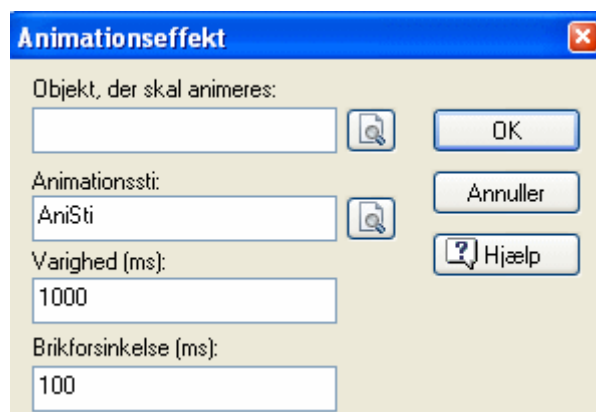 Animationseffekt
Objekt, der skal animeres:
OK
Animationssti:
AniSti
Annuller
Varighed (ms):
Hjælp
1000
Brikforsinkelse (ms):
100